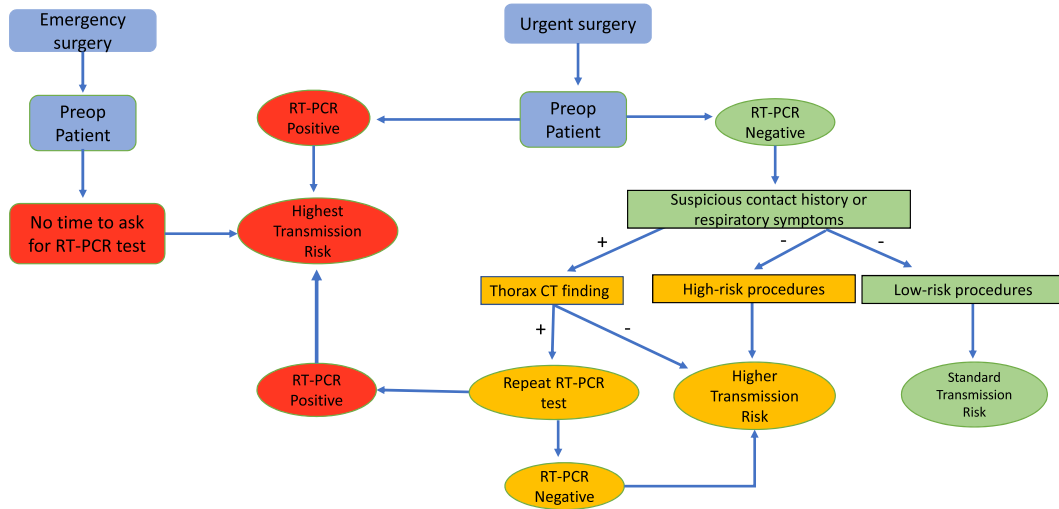 Emergency
surgery
Urgent surgery
Preop
Patient
RT-PCR
Positive
Preop
Patient
RT-PCR
Negative
No time to ask
for RT-PCR test
Highest
Transmission
Risk
Suspicious contact history or
respiratory symptoms
+
-
-
Thorax CT finding
High-risk procedures
Low-risk procedures
+
-
RT-PCR
Positive
Repeat RT-PCR
test
Higher
Transmission
Risk
Standard
Transmission
Risk
RT-PCR
Negative